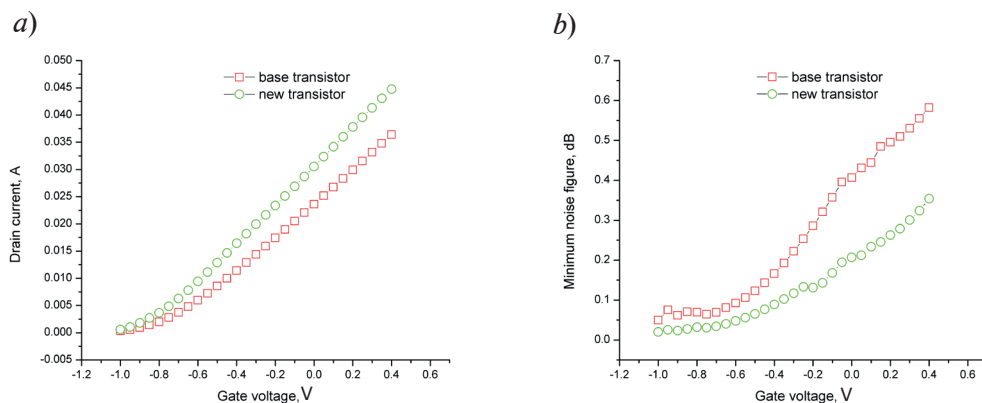 a)
0.050
0.045
0.040
0.035
0.030
0.025
0.020
0.015
0.010
0.005
0.000
-0.005
Drain current, A
base transistor
new transistor
-1.2 -1.0 -0.8 -0.6 -0.4 -0.2 0.0 0.2 0.4 0.6
Gate voltage, V
b)
0.7
0.6
0.5
0.4
0.3
0.2
0.1
0.0
Minimum noise figure, dB
base transistor
new transistor
-1.2 -1.0 -0.8 -0.6 -0.4 -0.2 0.0 0.2 0.4 0.6
Gate voltage, V